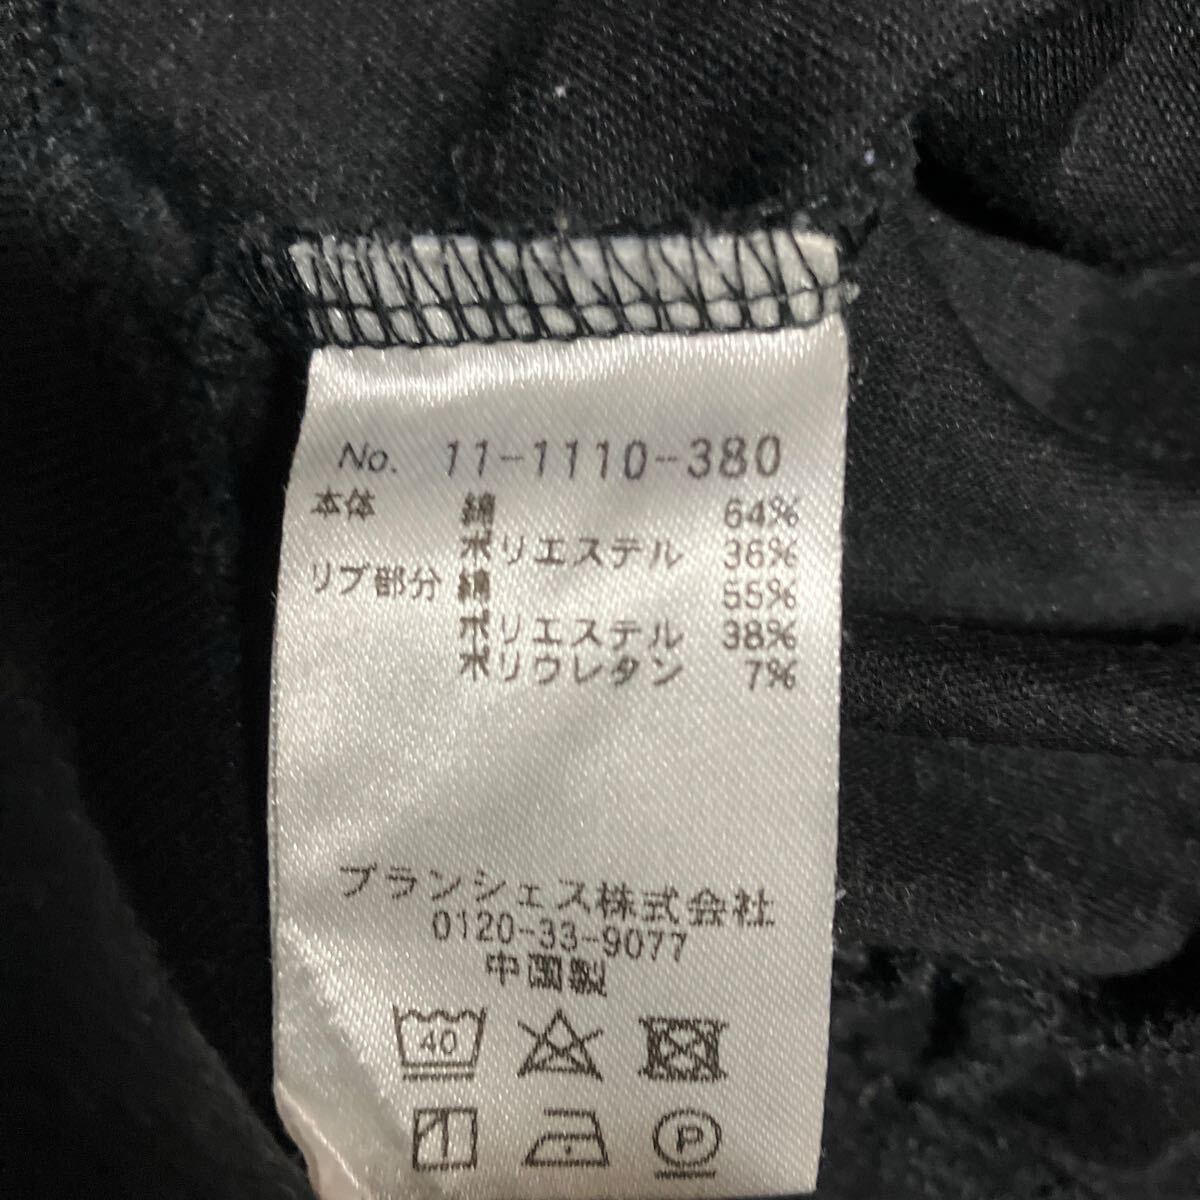 No. 11-1110-380
本体 綿 64%
ポリエステル 36%
リブ部分 綿 55%
ポリエステル 38%
ポリウレタン 7%
ブランシェス株式会社
0120-33-9077
中国製
40
P